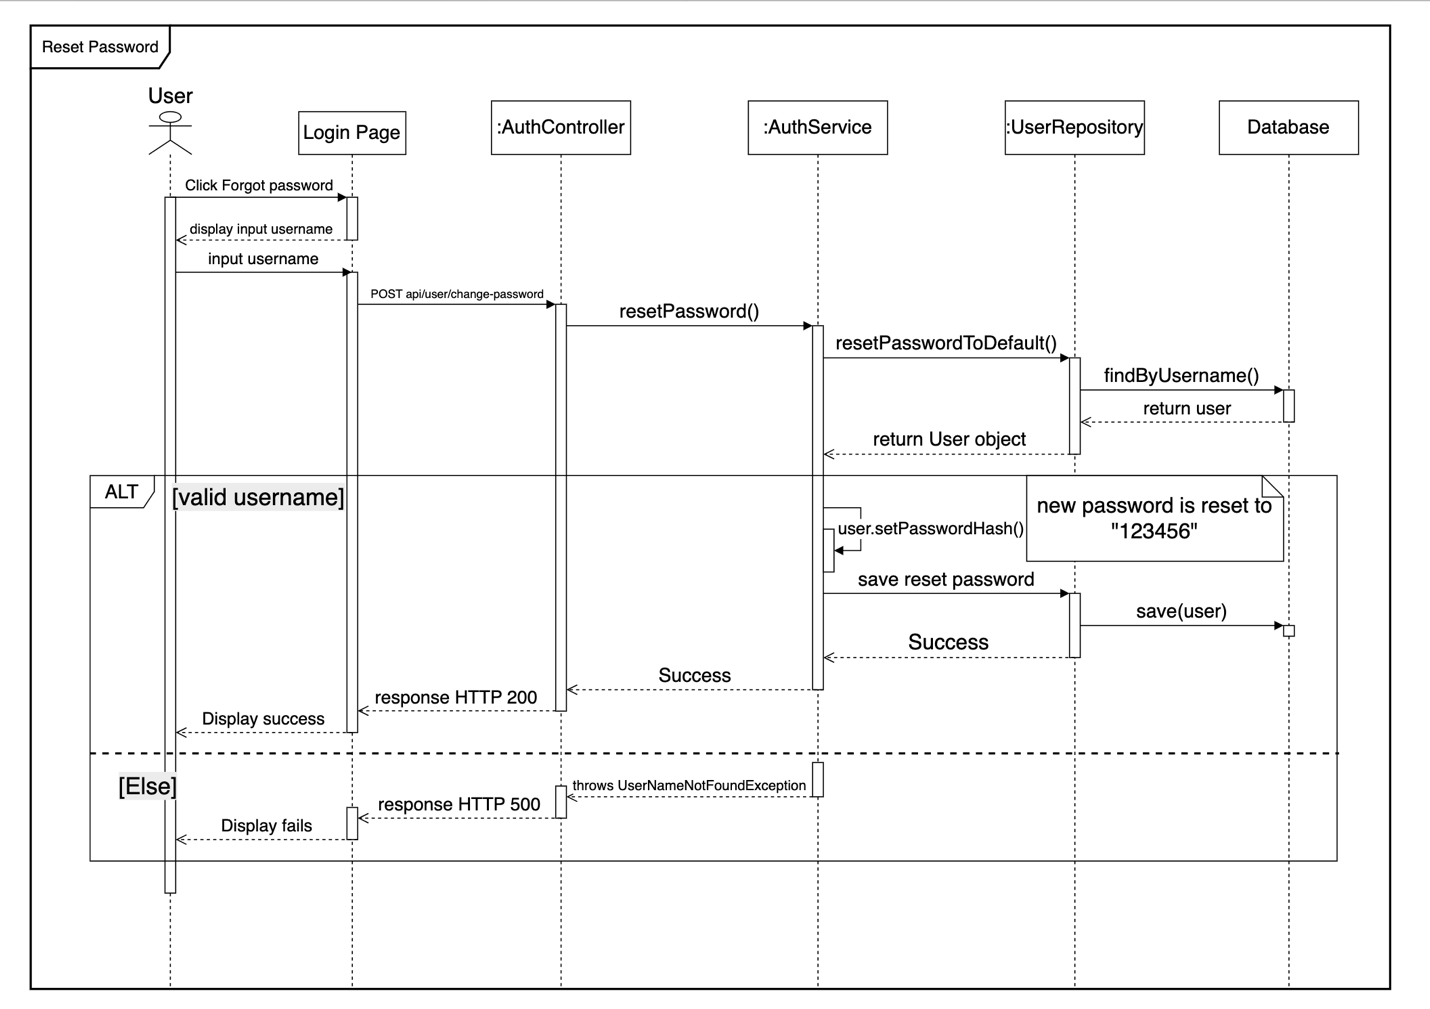 Reset Password
User
Login Page
:AuthController
:AuthService
:UserRepository
Database
Click Forgot password
display input username
input username
POST api/user/change-password
resetPassword()
resetPasswordToDefault()
findByUsername()
return user
return User object
ALT
[valid username]
new password is reset to
"123456"
user.setPasswordHash()
save reset password
save(user)
Success
Success
response HTTP 200
Display success
[Else]
throws UserNameNotFoundException
response HTTP 500
Display fails